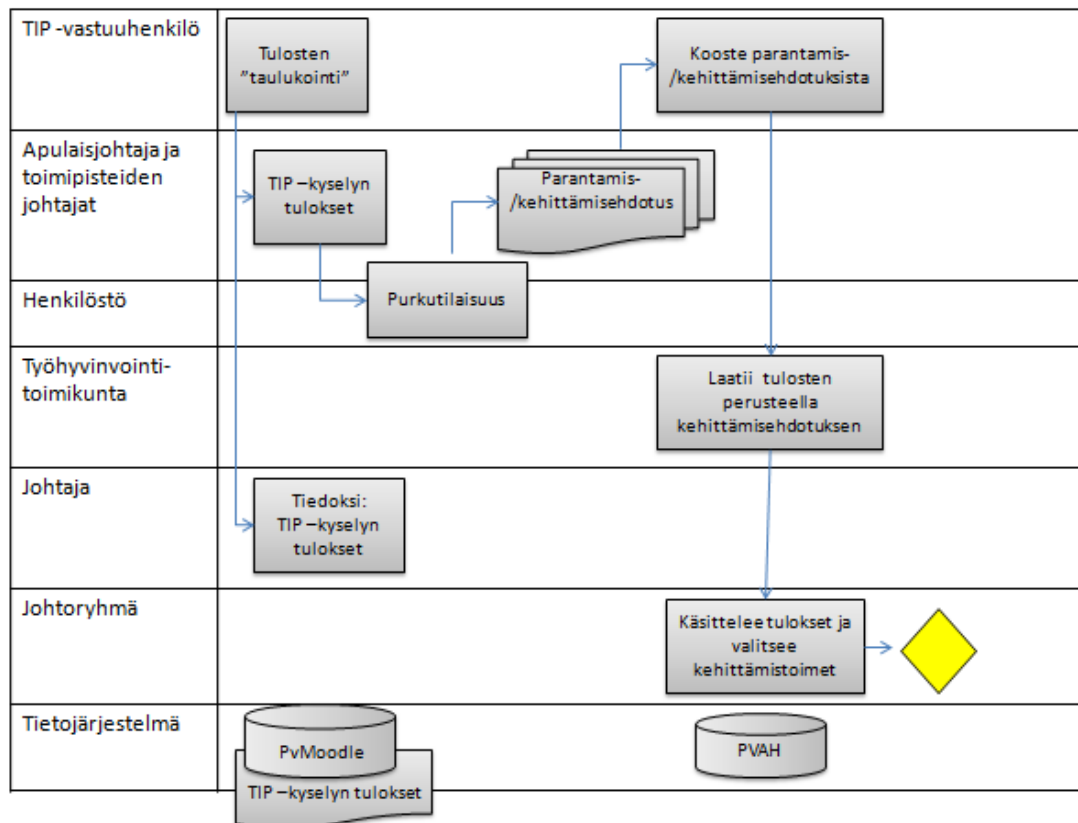 TIP -vastuuhenkilö
Tulosten
”taulukointi”
Kooste parantamis-
/kehittämisehdotuksista
Apulaisjohtaja ja
toimipisteiden
johtajat
TIP –kyselyn
tulokset
Parantamis-
/kehittämisehdotus
Henkilöstö
Purkutilaisuus
Työhyvinvointi-
toimikunta
Laatii tulosten
perusteella
kehittämisehdotuksen
Johtaja
Tiedoksi:
TIP –kyselyn
tulokset
Johtoryhmä
Käsittelee tulokset ja
valitsee
kehittämistoimet
Tietojärjestelmä
PvMoodle
TIP –kyselyn tulokset
PVAH